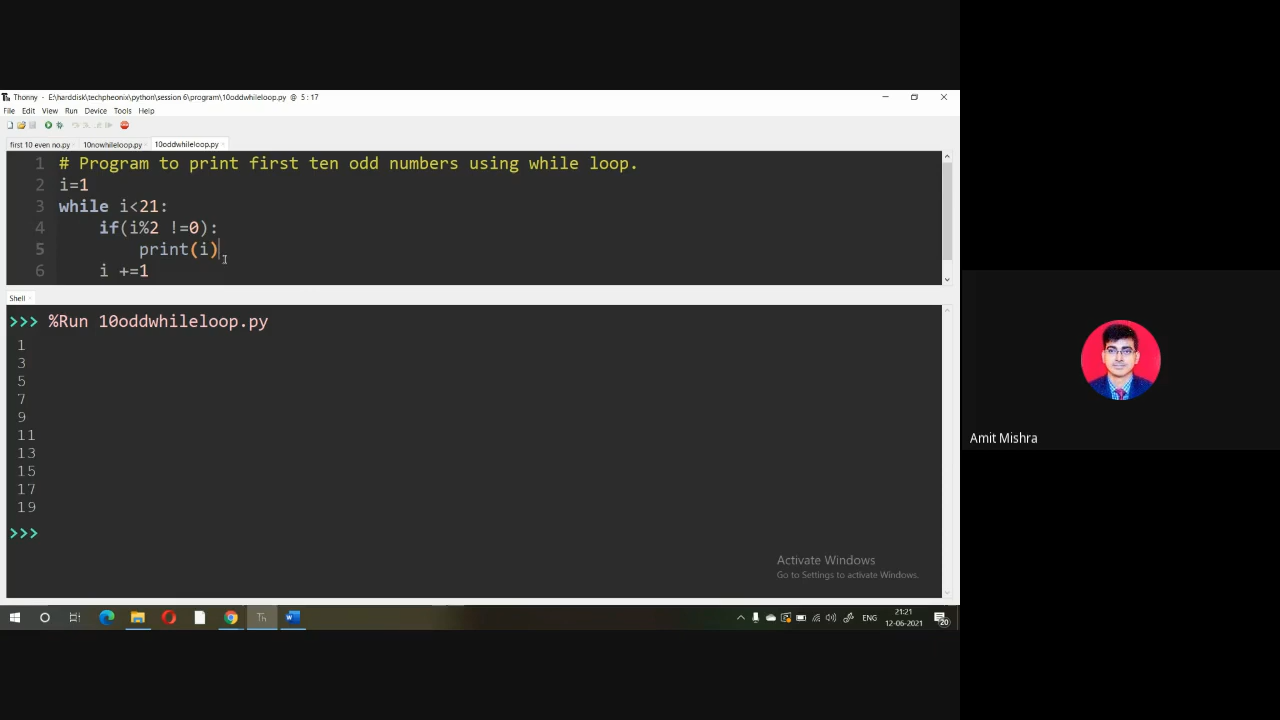 Th Thonny - E:\harddisk\techpheonix\python\session 6\program\10oddwhileloop.py @ 5 : 17
File Edit View Run Device Tools Help
first 10 even no.py 10nowhileloop.py 10oddwhileloop.py
1 # Program to print first ten odd numbers using while loop.
2 i=1
3 while i<21:
4 if(i%2 !=0):
5 print(i)
6 i +=1
Shell
>>> %Run 10oddwhileloop.py
1
3
5
7
9
11
13
15
17
19
>>>
Activate Windows
Go to Settings to activate Windows.
Th W ENG 21:21
12-06-2021 20
Amit Mishra